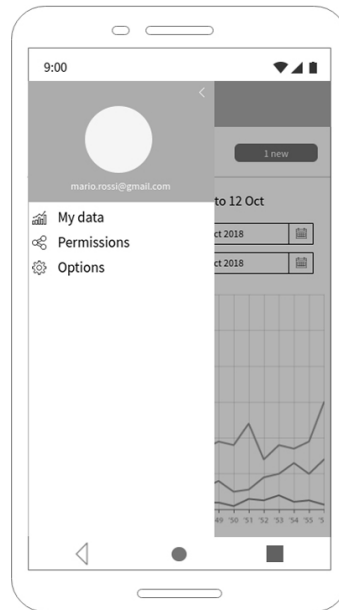 9:00
mario.rossi@gmail.com
1 new
My data
to 12 Oct
Permissions
ct 2018
Options
ct 2018
49 '50 '51 '52 '53 '54 '55 '5